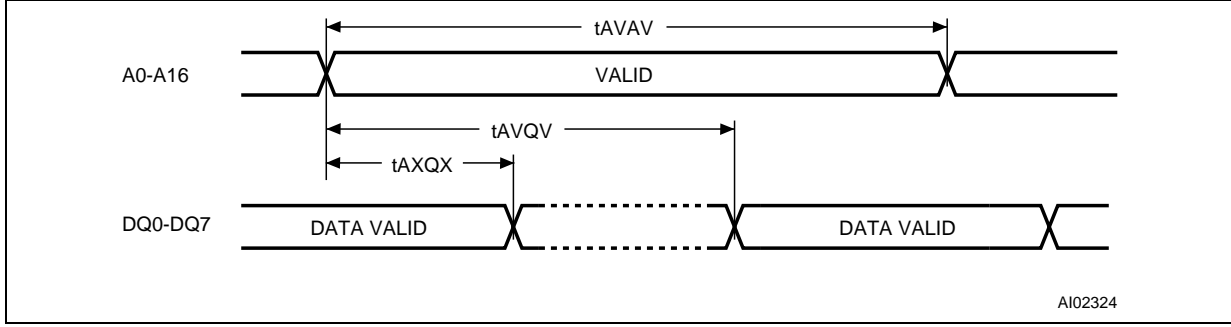 tAVAV
A0-A16
VALID
tAVQV
tAXQX
DQ0-DQ7
DATA VALID
DATA VALID
AI02324